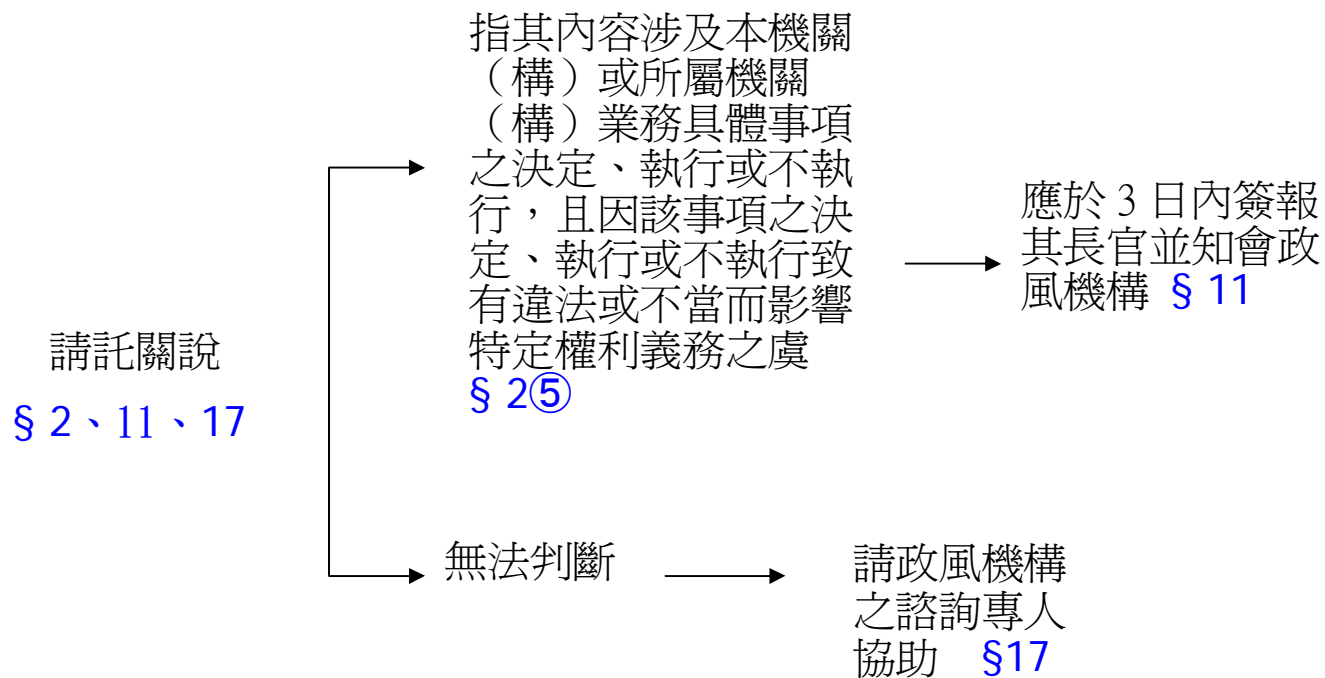 請託關說
§ 2、11、17
指其內容涉及本機關
（構）或所屬機關
（構）業務具體事項
之決定、執行或不執
行，且因該事項之決
定、執行或不執行致
有違法或不當而影響
特定權利義務之虞
§ 2⑤
應於 3 日內簽報
其長官並知會政
風機構 § 11
無法判斷
請政風機構
之諮詢專人
協助 §17